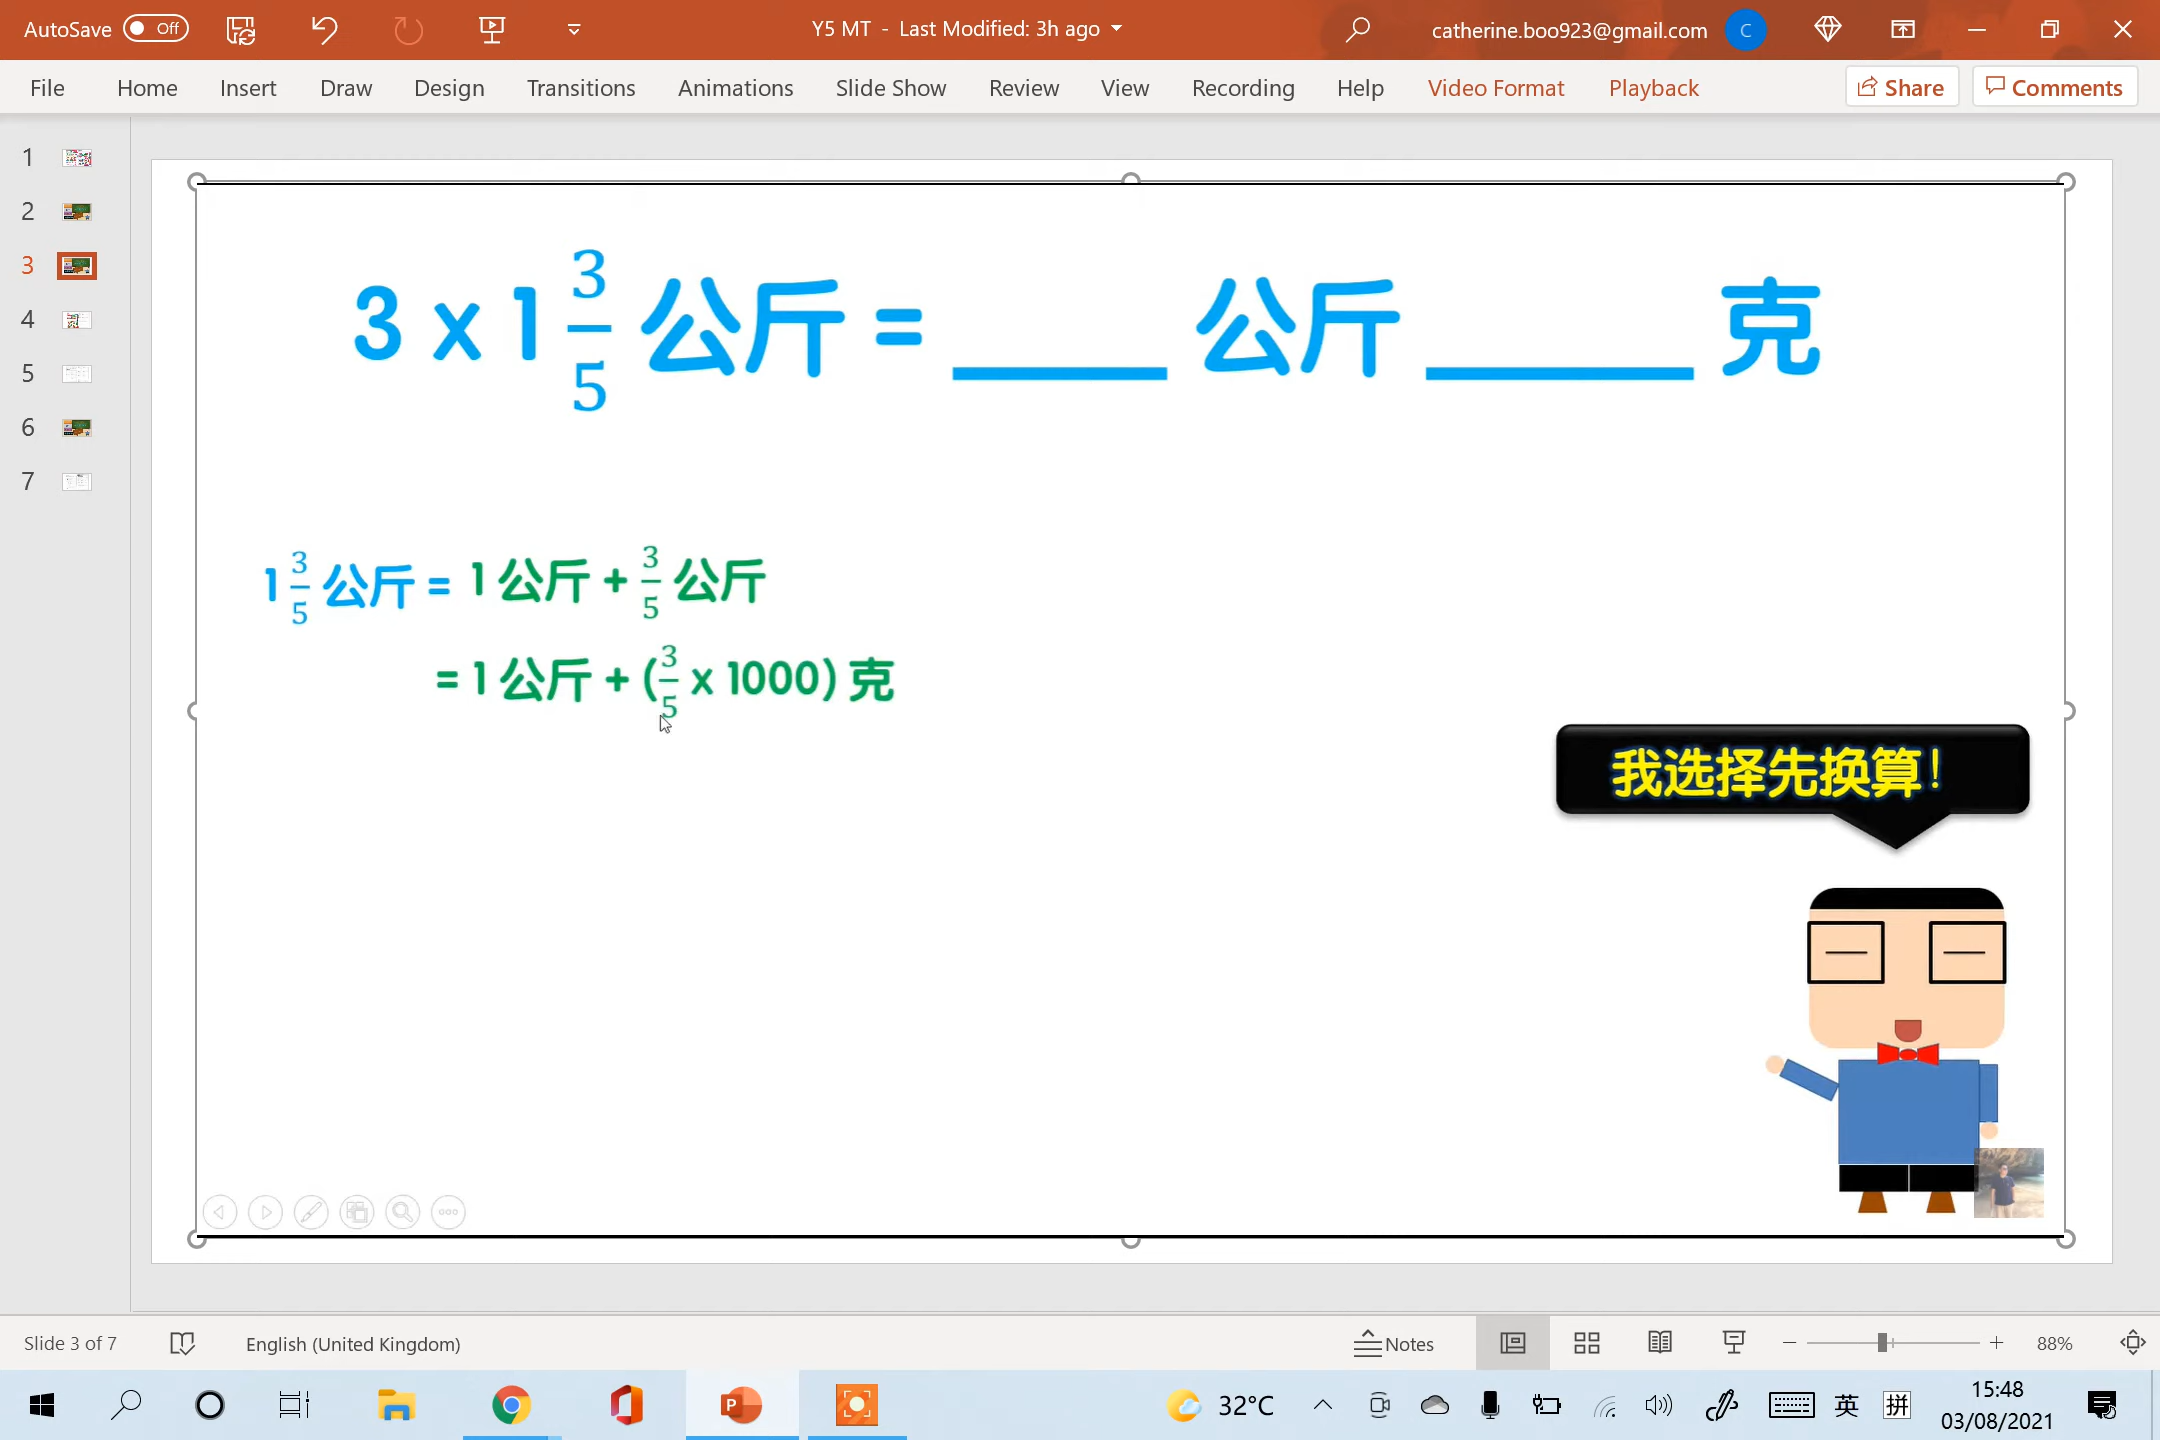 AutoSave Off Y5 MT - Last Modified: 3h ago catherine.boo923@gmail.com C
File Home Insert Draw Design Transitions Animations Slide Show Review View Recording Help Video Format Playback Share Comments
1
2
3
4
5
6
7
3 x 1 3/5 公斤 = ____ 公斤 _____ 克
1 3/5 公斤 = 1 公斤 + 3/5 公斤
= 1 公斤 + (3/5 x 1000) 克
我选择先换算!
Slide 3 of 7 English (United Kingdom) Notes 88%
32°C 英 拼 15:48
03/08/2021